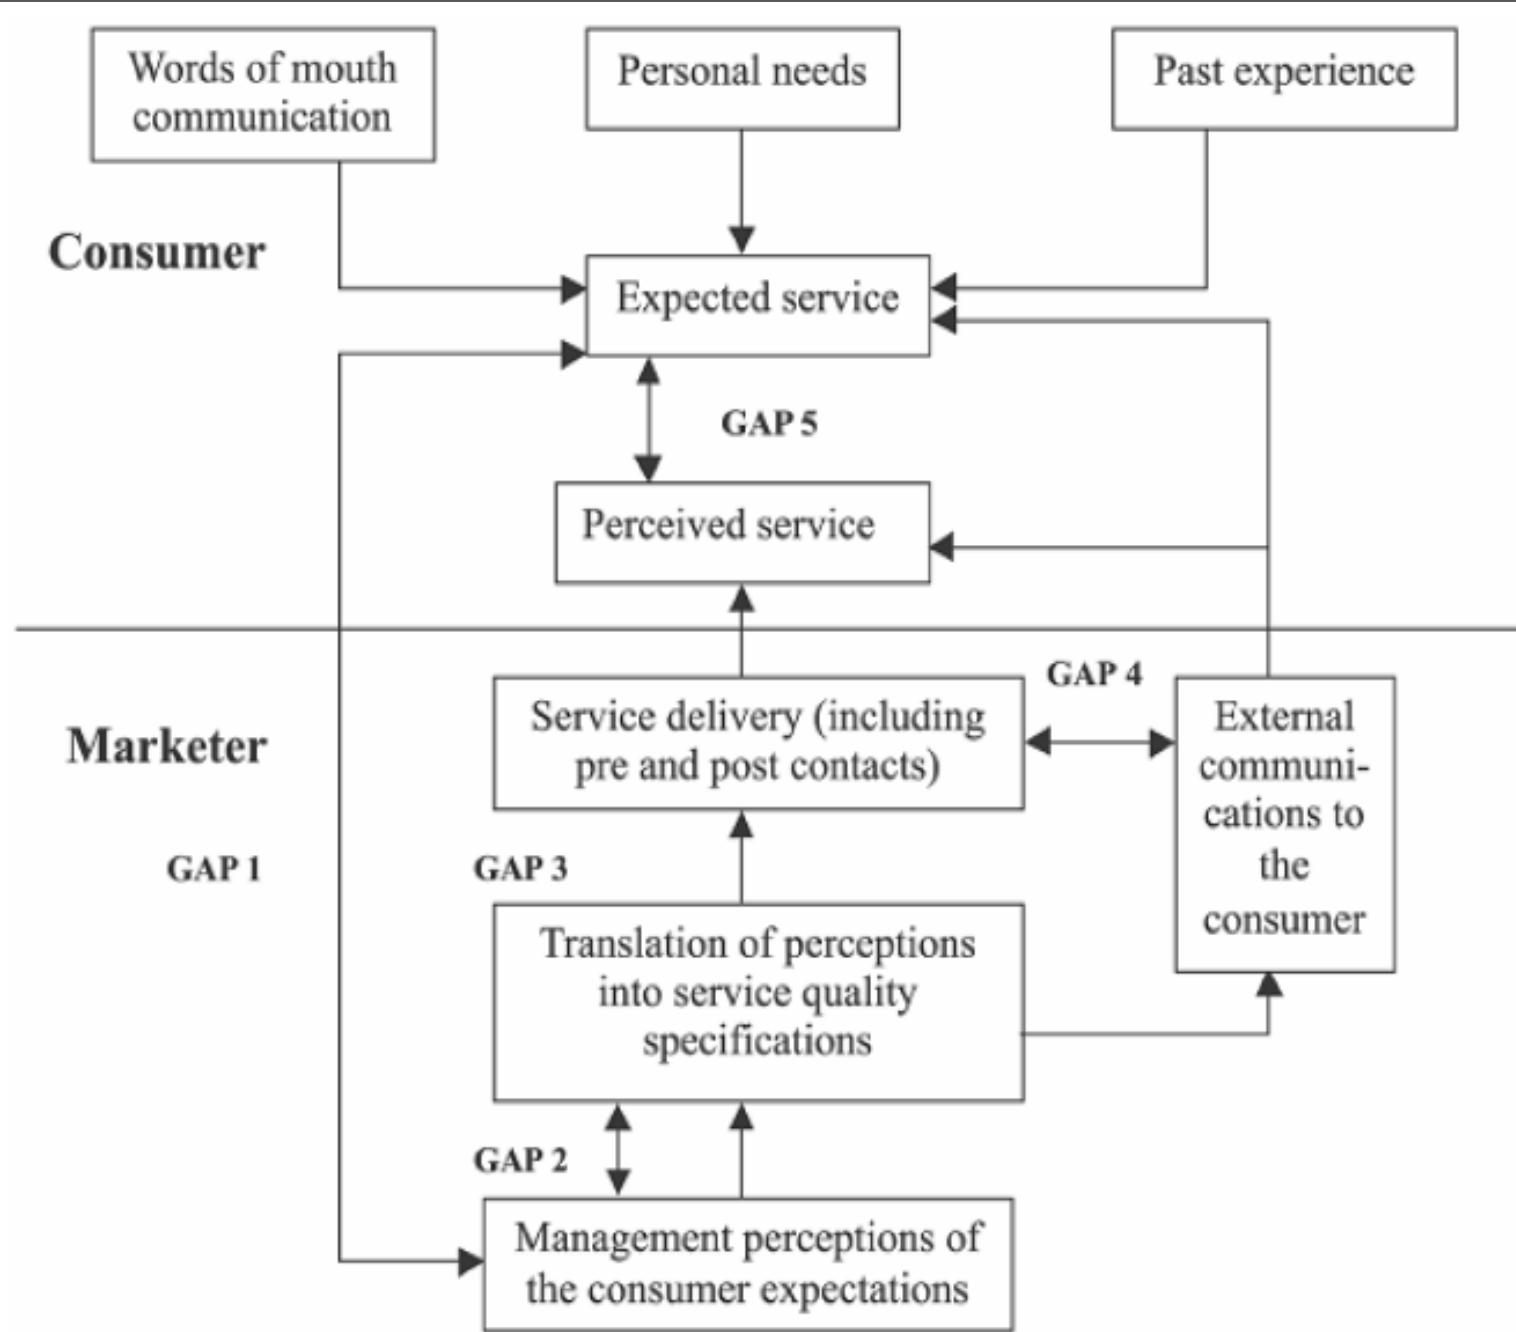 Words of mouth
communication
Personal needs
Past experience
Consumer
Expected service
GAP 5
Perceived service
GAP 4
Marketer
Service delivery (including
pre and post contacts)
External
communi-
cations to
the
consumer
GAP 1
GAP 3
Translation of perceptions
into service quality
specifications
GAP 2
Management perceptions of
the consumer expectations